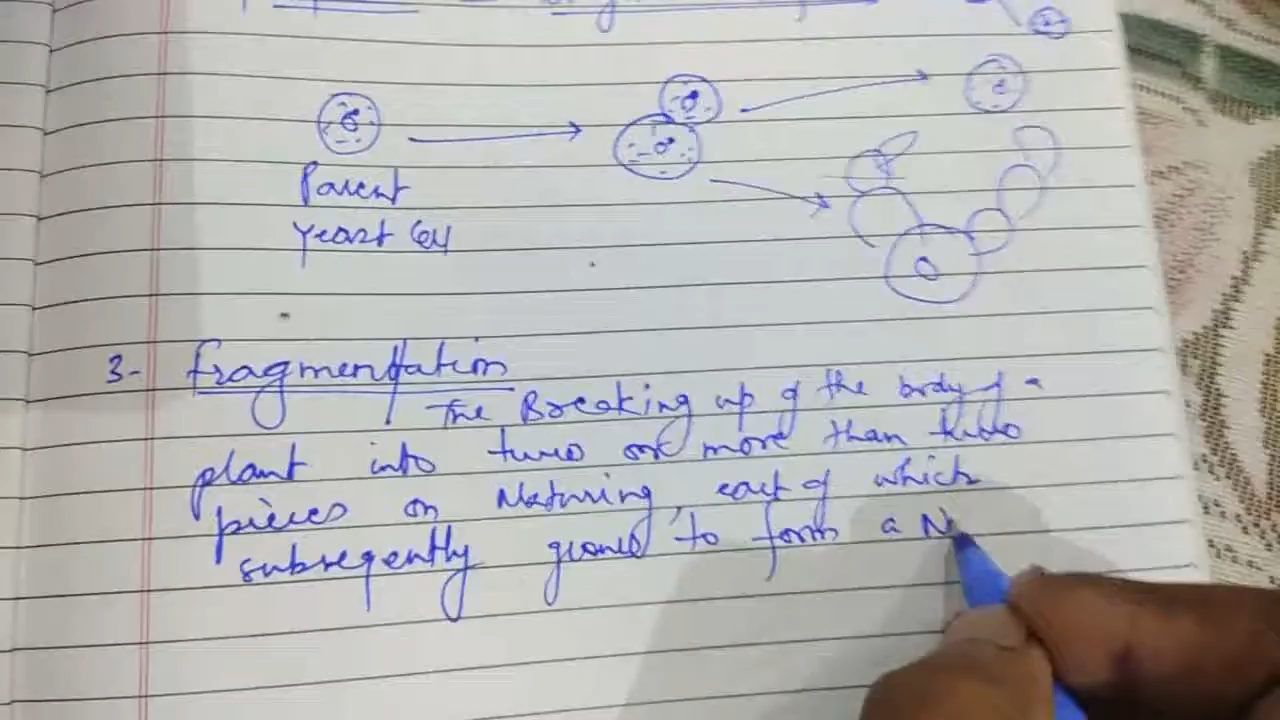 Parent
Yeast Cell
3- fragmentation
The Breaking up of the body of a
plant into two or more than two
pieces on Maturing, each of which
subseqently grows to form a N